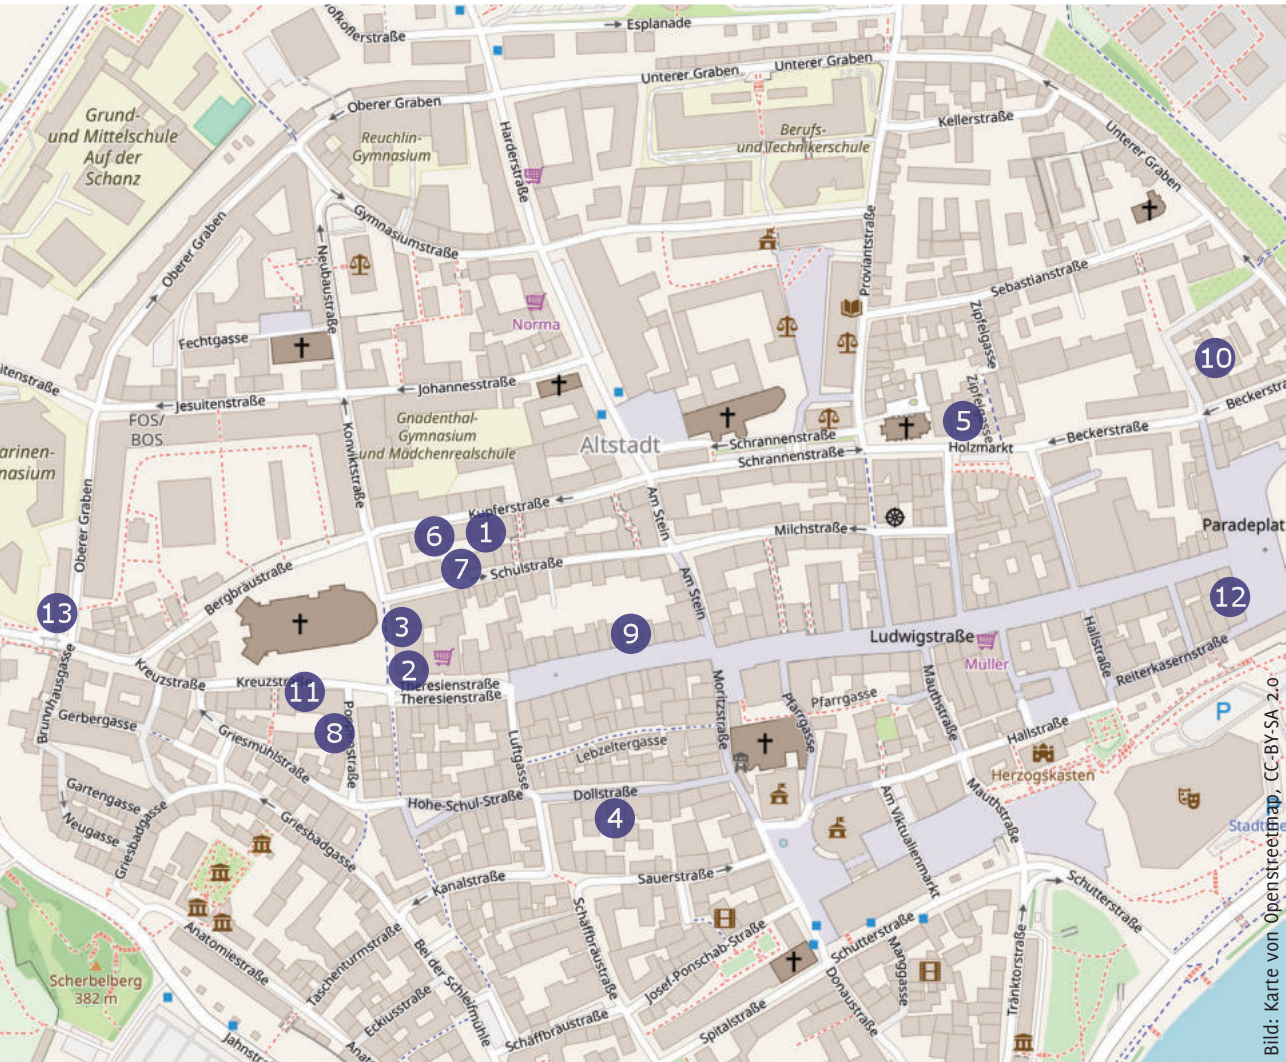 Esplanade
Unterer Graben
Unterer Graben
Oberer Graben
Grund-
und Mittelschule
Auf der
Schanz
Reuchlin-
Gymnasium
Harderstraße
Berufs-
und Technikerschule
Kellerstraße
Unterer Graben
Oberer Graben
Gymnasiumstraße
Neubaustraße
Proviantstraße
Sebastianstraße
Zipfelgasse
Norma
Fechtgasse
10
Johannesstraße
Jesuitenstraße
FOS/
BOS
Gnadenthal-
Gymnasium
und Mädchenrealschule
Altstadt
Schrannenstraße
Schrannenstraße
5
Zipfelgasse
Holzmarkt
Beckerstraße
Konviktstraße
Oberer Graben
Kupferstraße
Am Stein
Milchstraße
6
1
7
Schulstraße
Bergbräustraße
Am Stein
13
3
9
12
Ludwigstraße
Müller
Hallstraße
Reiterkasernstraße
2
Theresienstraße
Theresienstraße
Kreuzstraße
Kreuzstraße
11
8
Brunnhausgasse
Gerbergasse
Griesmühlstraße
Luftgasse
Lebzeltergasse
Moritzstraße
Pfarrgasse
Pfarrgasse
Mauthstraße
Hallstraße
P
Herzogskasten
Gartengasse
Neugasse
Griesbadgasse
Griesbadgasse
Hohe-Schul-Straße
Dollstraße
4
Am Viktualienmarkt
Mauthstraße
Kanalstraße
Sauerstraße
Schutterstraße
Schutterstraße
Schäffbräustraße
Josef-Ponschab-Straße
Anatomiestraße
Taschenturmstraße
Bei der Schleifmühle
Manggasse
Tränktorstraße
Scherbelberg
382 m
Eckiusstraße
Schäffbräustraße
Spitalstraße
Donaustraße
Bild: Karte von Openstreetmap, CC-BY-SA 2.0